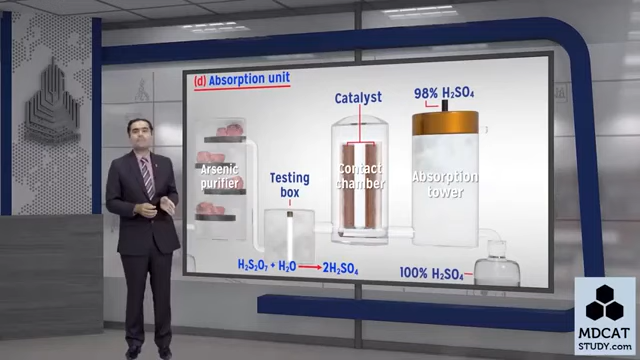 (d) Absorption unit
Catalyst
98% H₂SO₄
Arsenic
purifier
Testing
box
Contact
chamber
Absorption
tower
H₂S₂O₇ + H₂O → 2H₂SO₄
100% H₂SO₄
MDCAT
STUDY.com